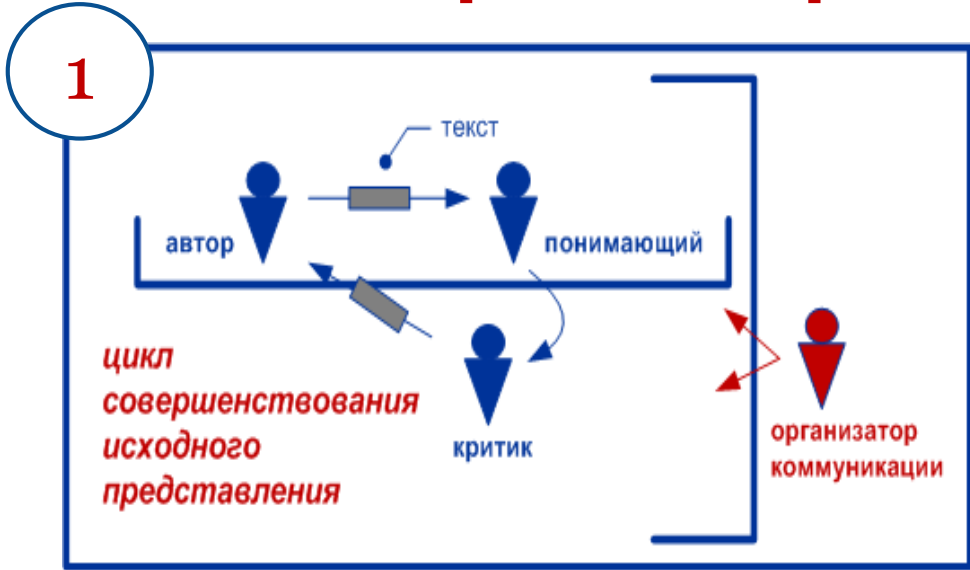 1
текст
автор
понимающий
цикл
совершенствования
исходного
представления
критик
организатор
коммуникации